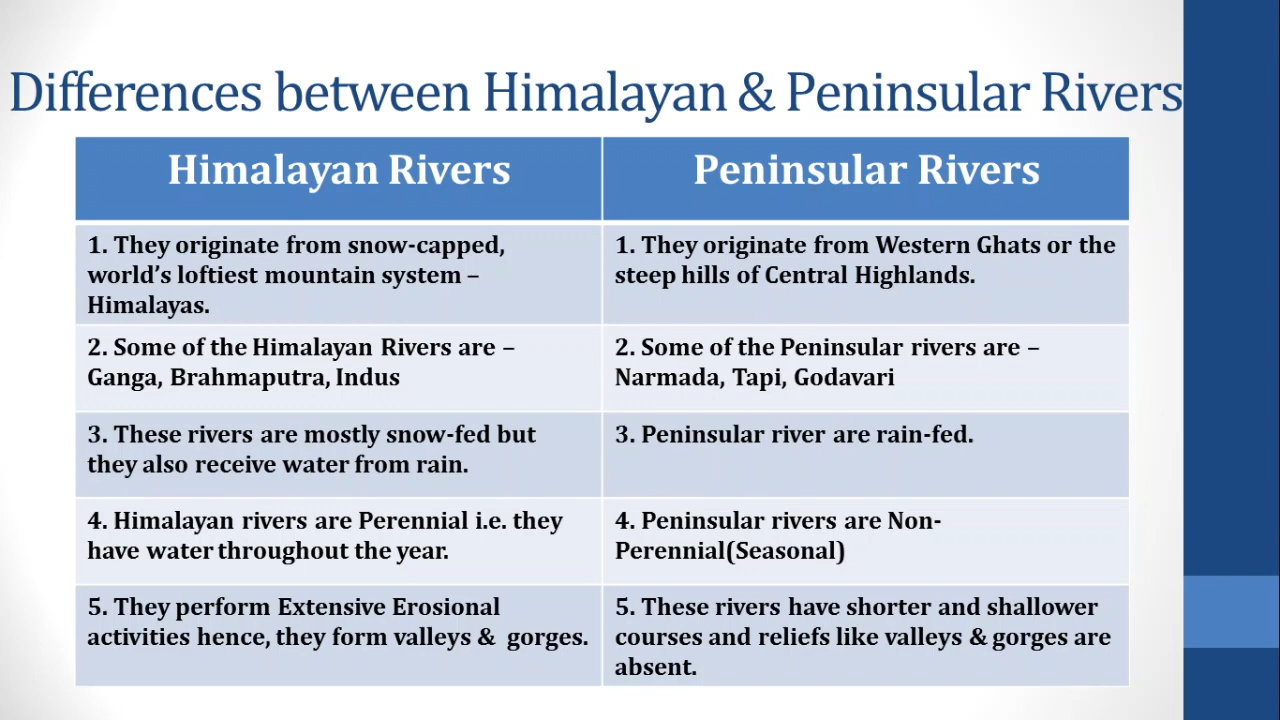 Differences between Himalayan & Peninsular Rivers
Himalayan Rivers
Peninsular Rivers
1. They originate from snow-capped,
world's loftiest mountain system –
Himalayas.
1. They originate from Western Ghats or the
steep hills of Central Highlands.
2. Some of the Himalayan Rivers are –
Ganga, Brahmaputra, Indus
2. Some of the Peninsular rivers are –
Narmada, Tapi, Godavari
3. These rivers are mostly snow-fed but
they also receive water from rain.
3. Peninsular river are rain-fed.
4. Himalayan rivers are Perennial i.e. they
have water throughout the year.
4. Peninsular rivers are Non-
Perennial(Seasonal)
5. They perform Extensive Erosional
activities hence, they form valleys & gorges.
5. These rivers have shorter and shallower
courses and reliefs like valleys & gorges are
absent.